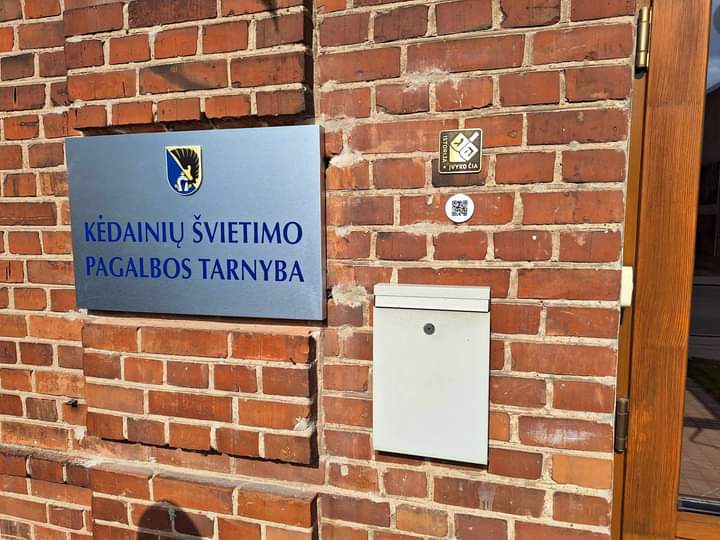 KĖDAINIŲ ŠVIETIMO
PAGALBOS TARNYBA
ISTORIJA
ĮVYKO ČIA